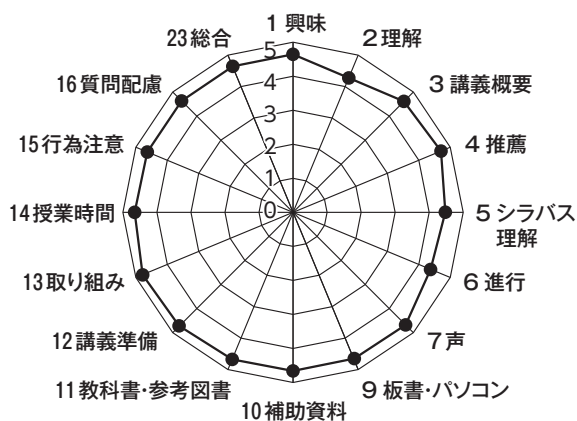 1 興味
2 理解
3 講義概要
4 推薦
5 シラバス
理解
6 進行
7 声
9 板書・パソコン
10 補助資料
11 教科書・参考図書
12 講義準備
13 取り組み
14 授業時間
15 行為注意
16 質問配慮
23 総合
5
4
3
2
1
0